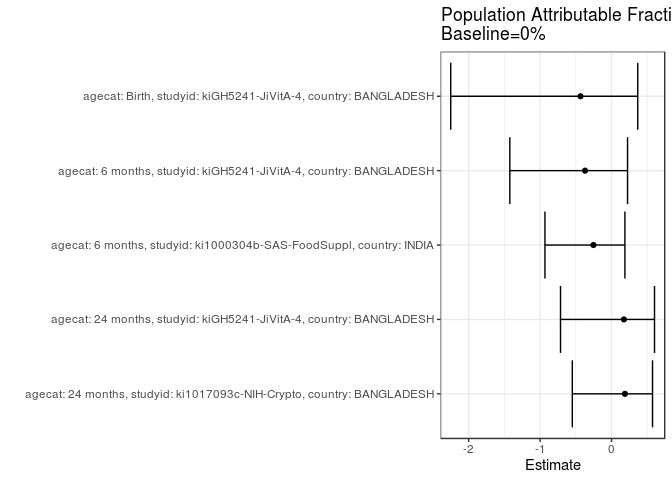 Population Attributable Fracti
Baseline=0%
agecat: Birth, studyid: kiGH5241-JiVitA-4, country: BANGLADESH
agecat: 6 months, studyid: kiGH5241-JiVitA-4, country: BANGLADESH
agecat: 6 months, studyid: ki1000304b-SAS-FoodSuppl, country: INDIA
agecat: 24 months, studyid: kiGH5241-JiVitA-4, country: BANGLADESH
agecat: 24 months, studyid: ki1017093c-NIH-Crypto, country: BANGLADESH
-2 -1 0
Estimate